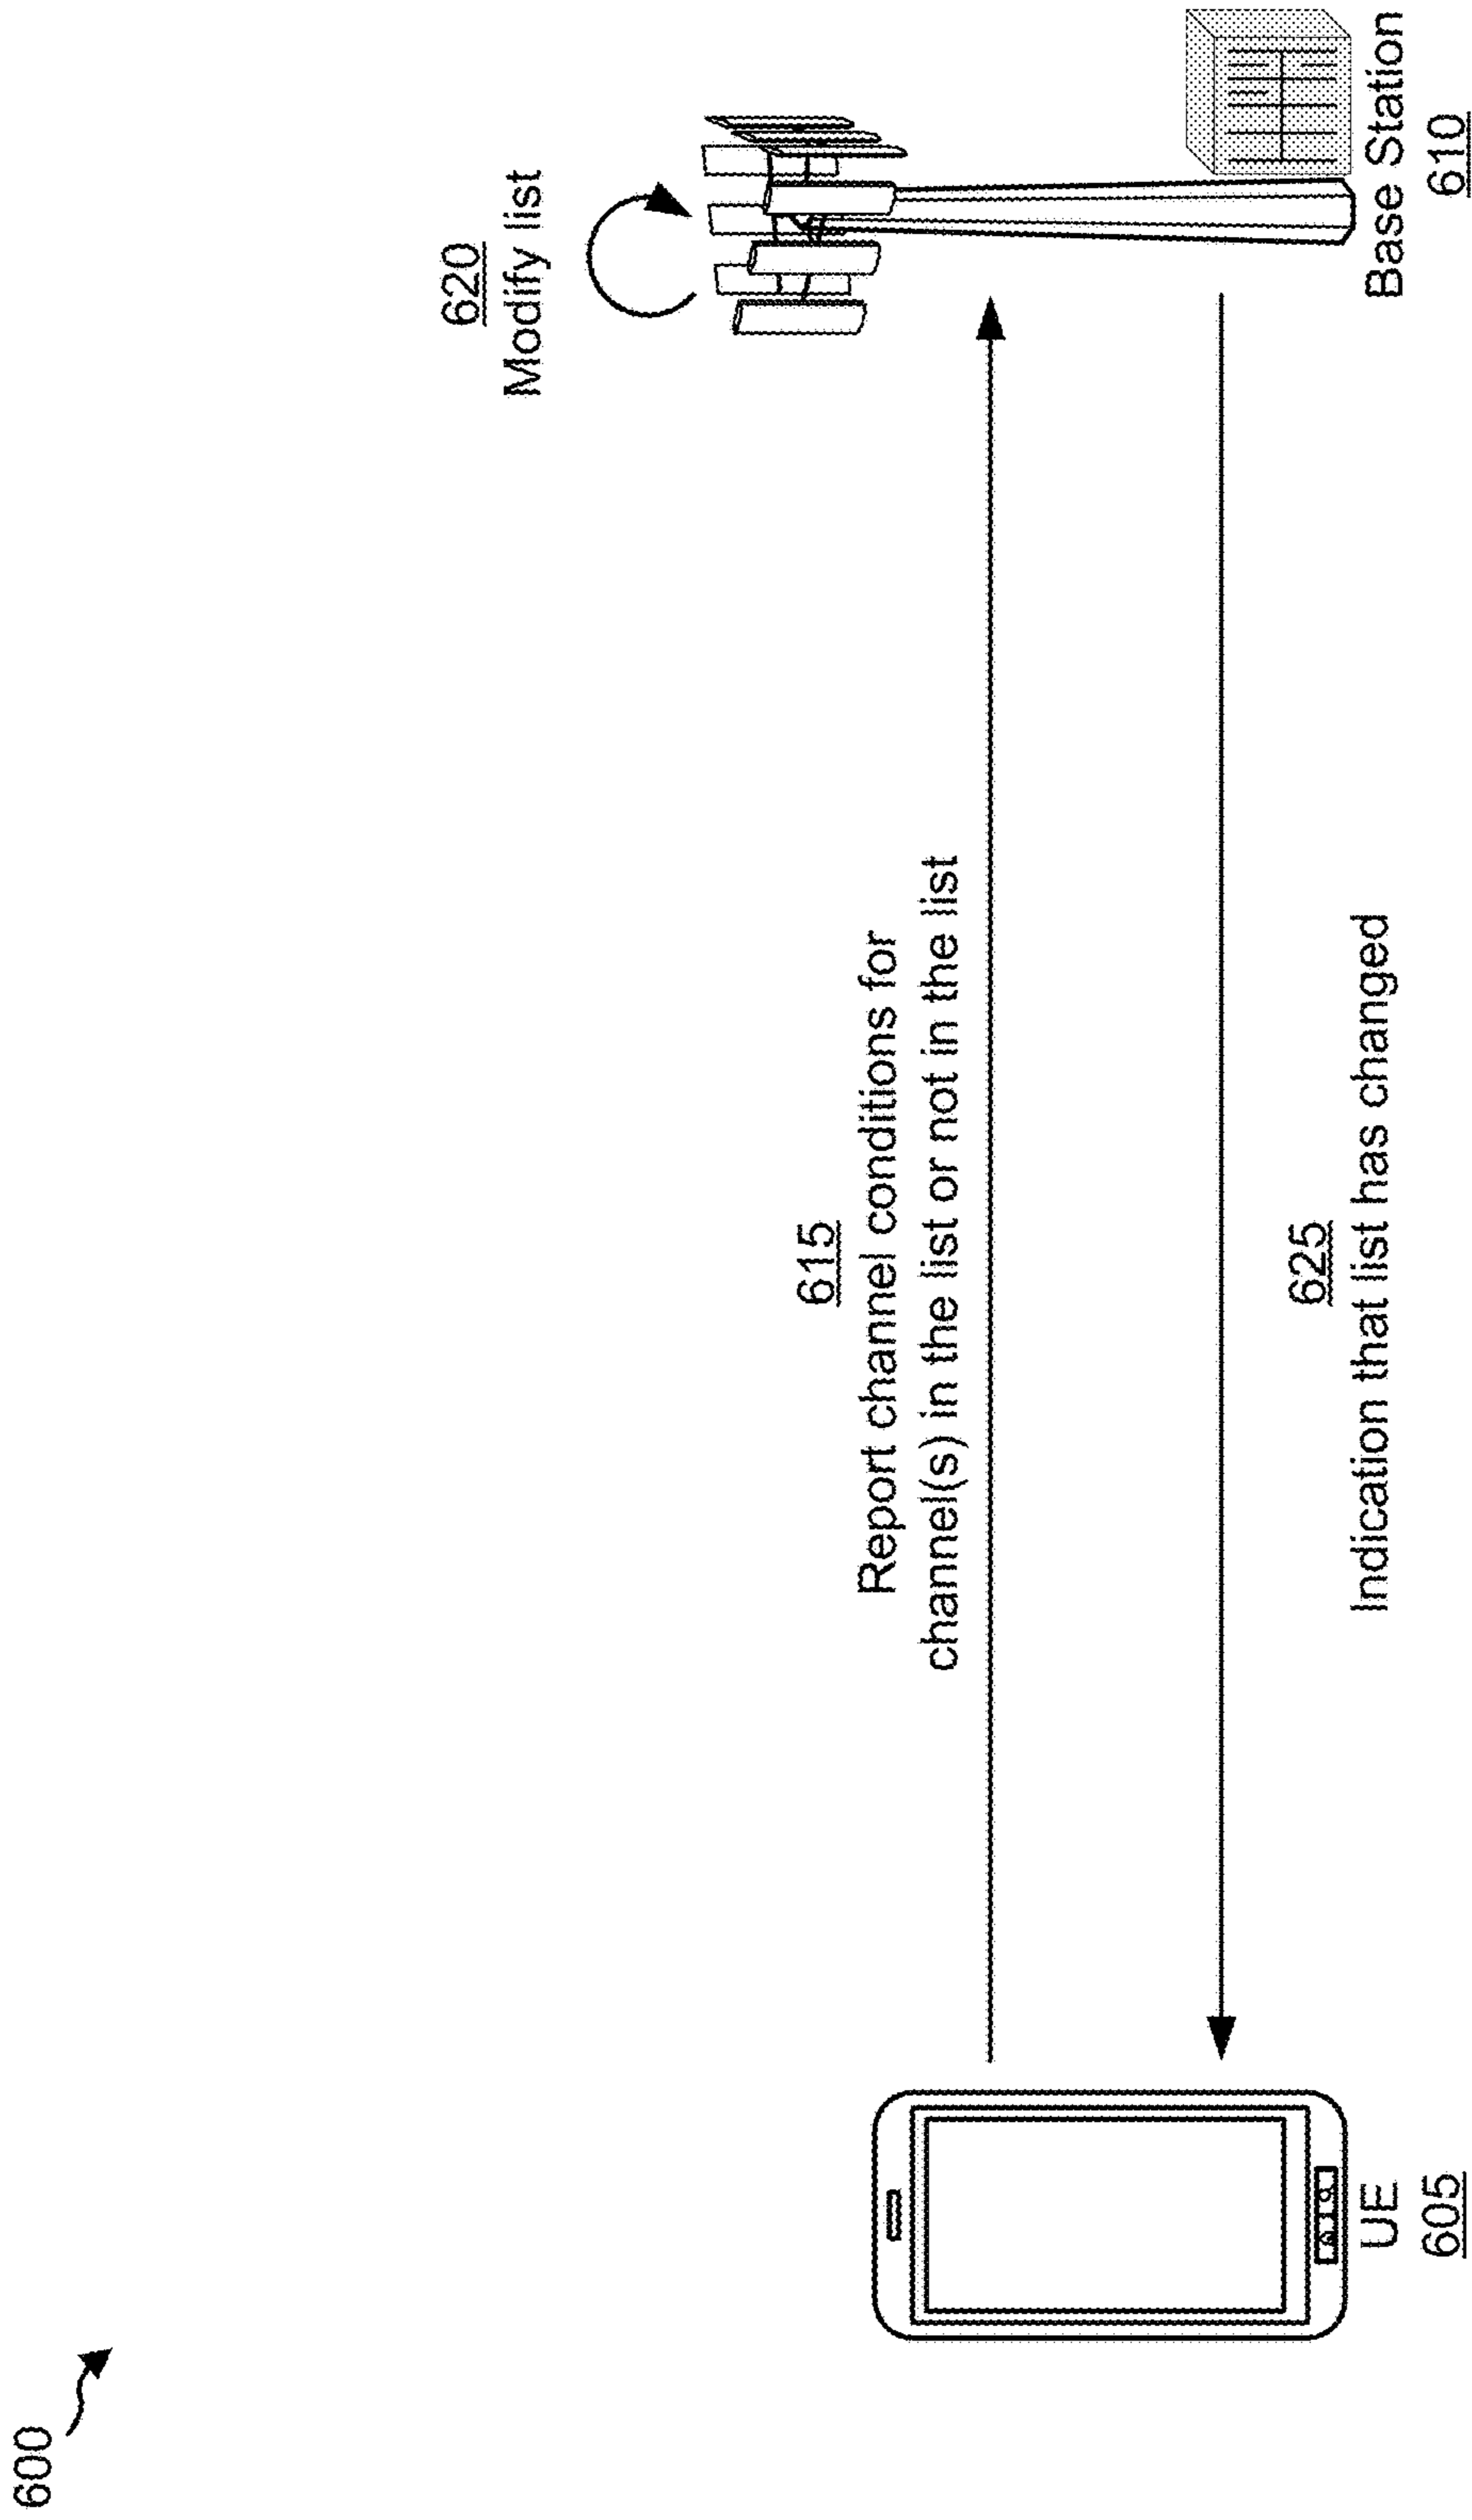 600
620
Modify list
615
Report channel conditions for
channel(s) in the list or not in the list
625
Indication that list has changed
UE
605
Base Station
610